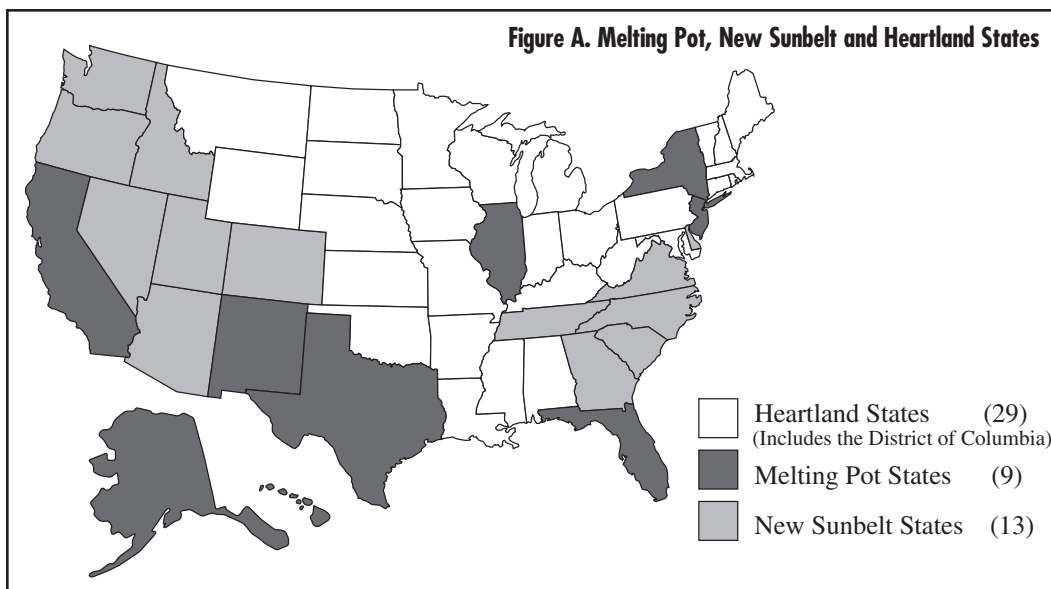 Figure A. Melting Pot, New Sunbelt and Heartland States
Heartland States (29)
(Includes the District of Columbia)
Melting Pot States (9)
New Sunbelt States (13)